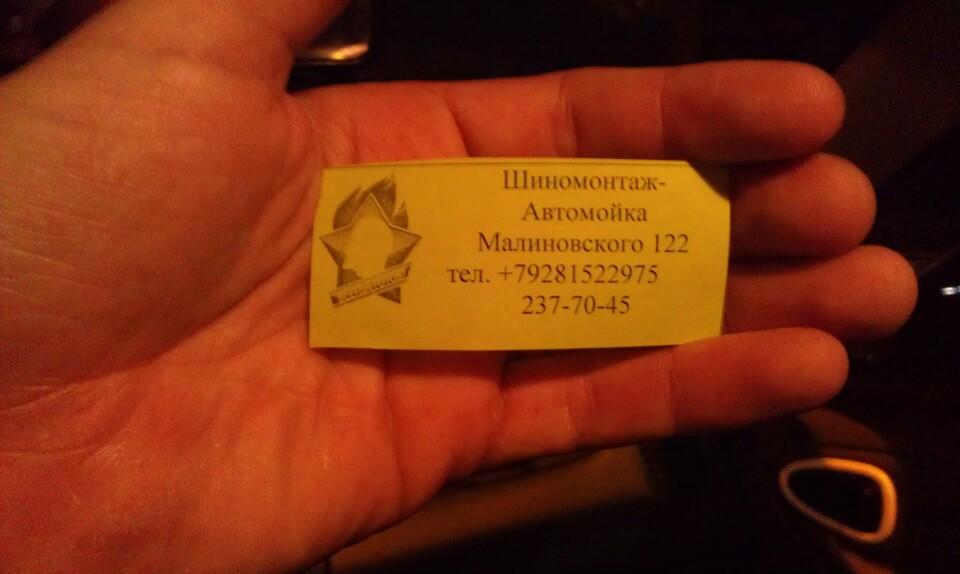 Шиномонтаж-
Автомойка
Малиновского 122
тел. +79281522975
237-70-45